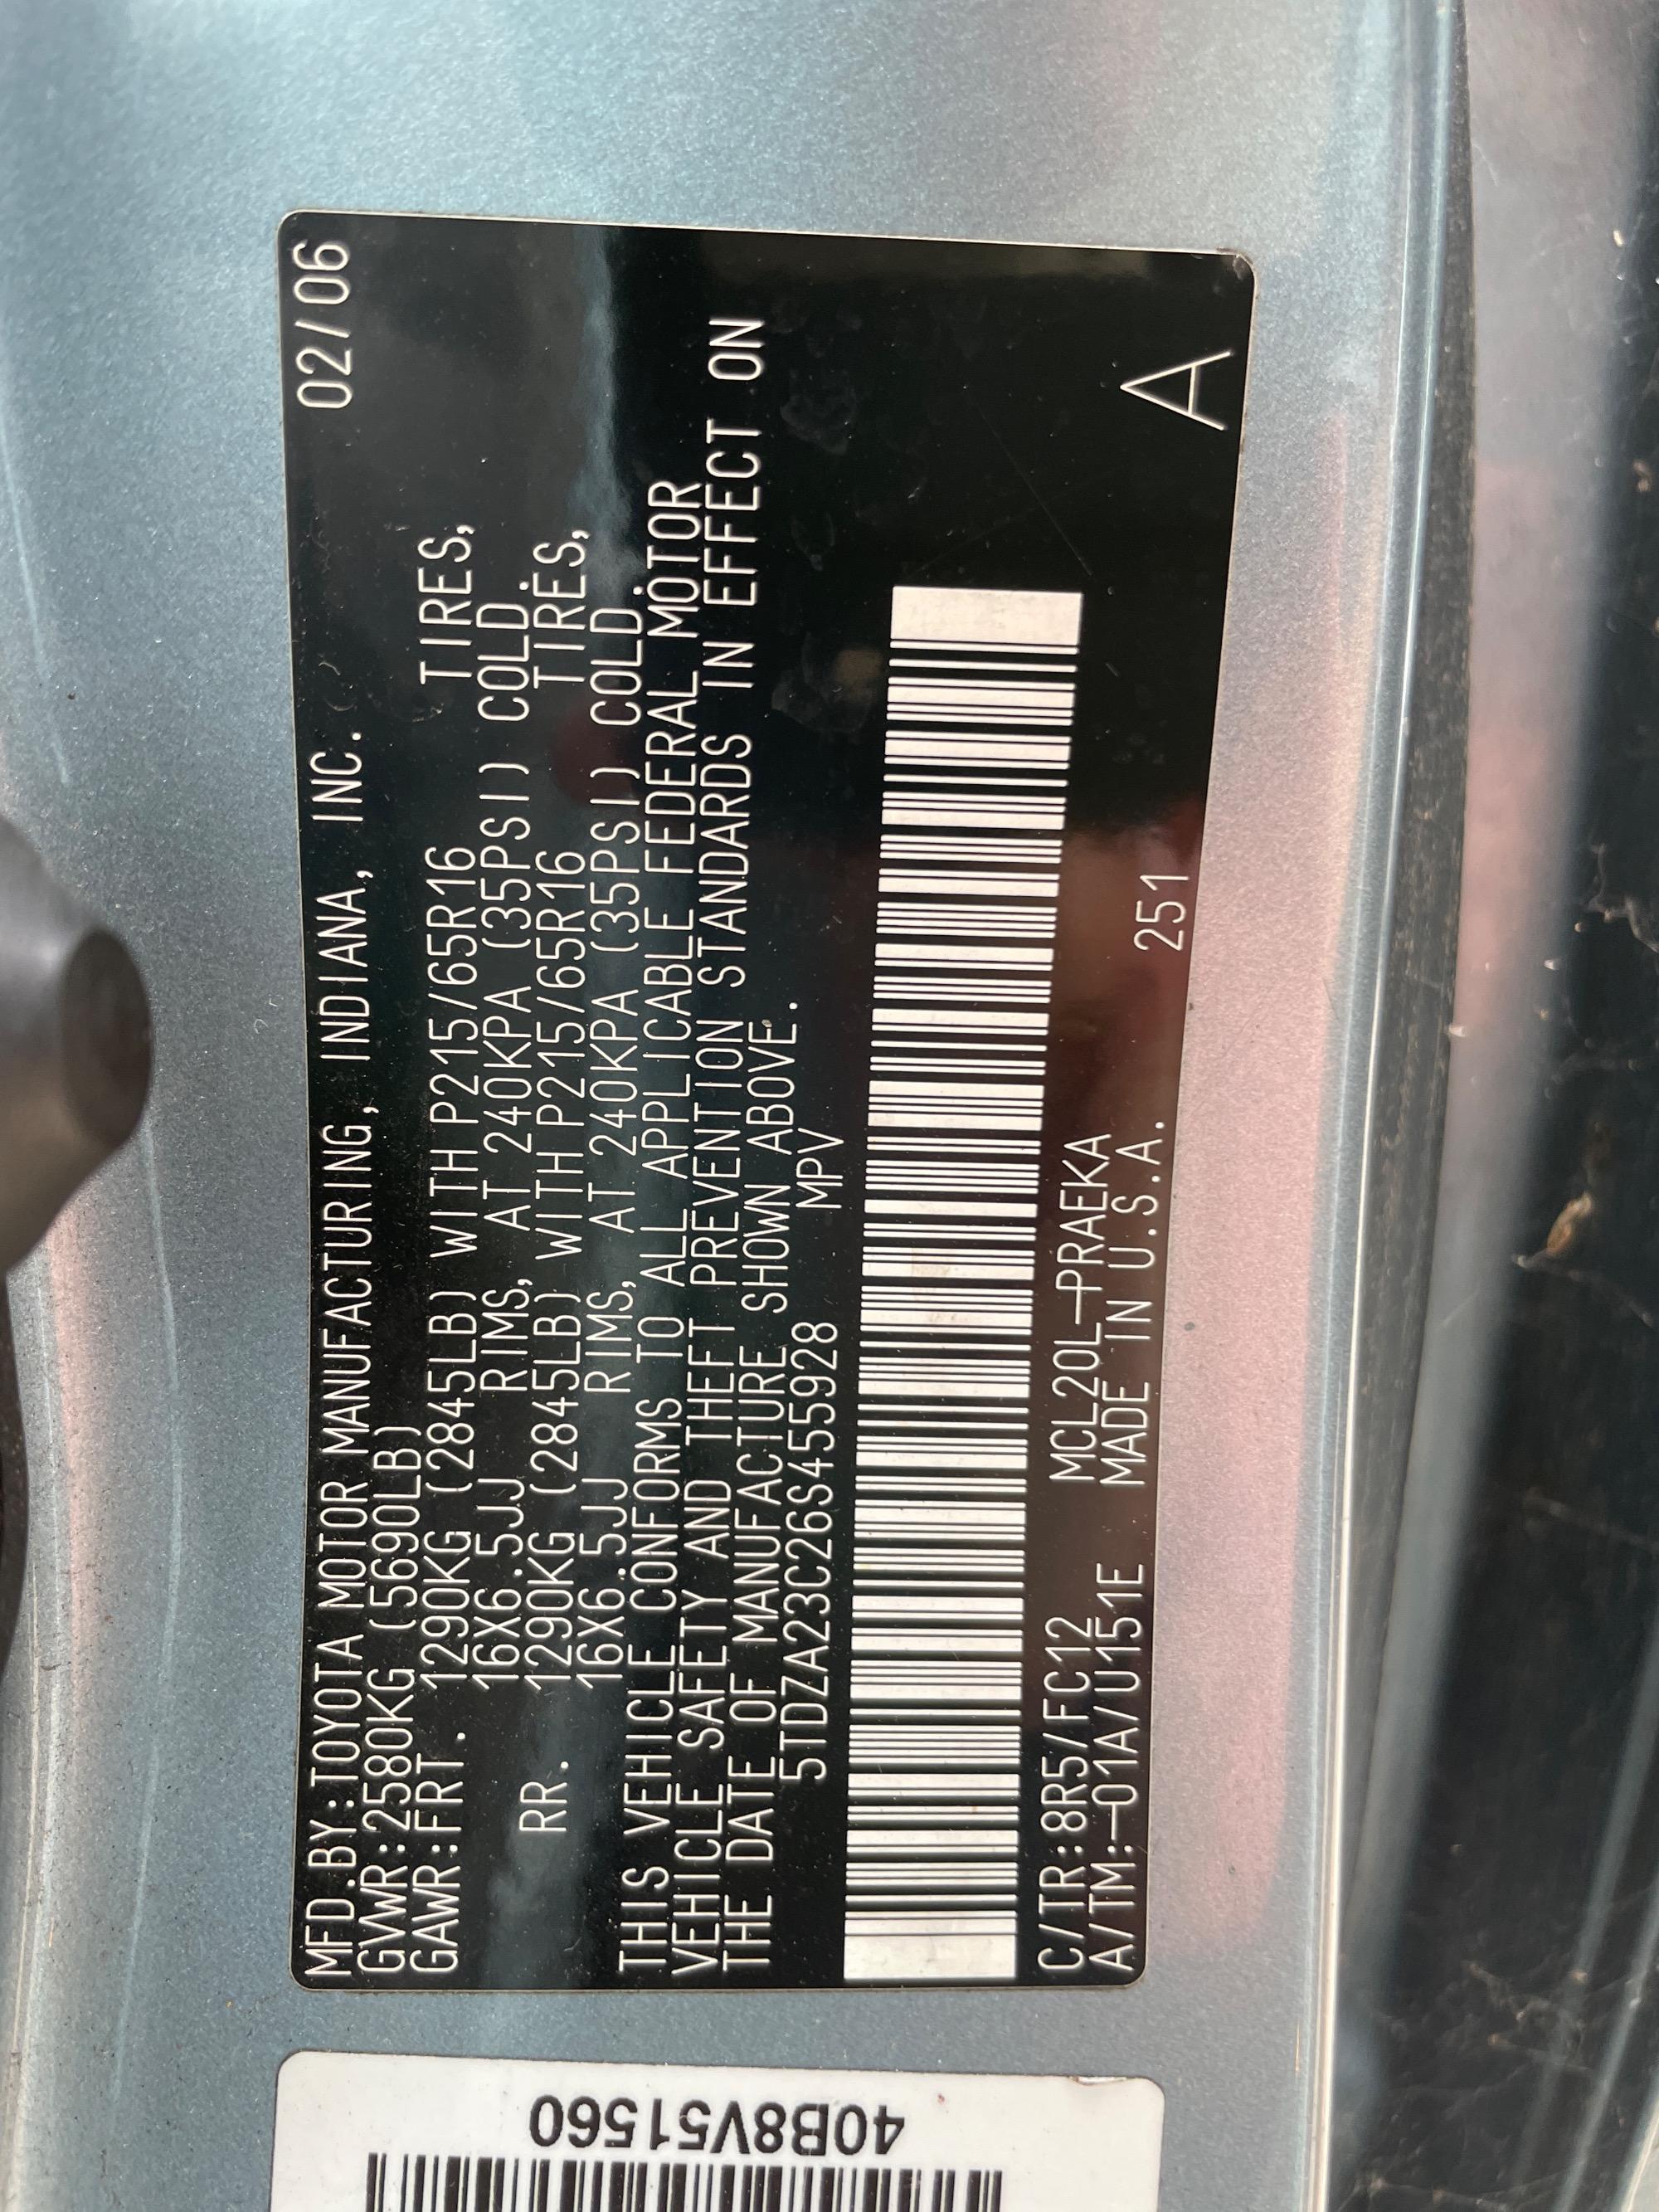 MFD.BY:TOYOTA MOTOR MANUFACTURING, INDIANA, INC. 02/06
GVWR:2580KG (5690LB)
GAWR:FRT. 1290KG (2845LB) WITH P215/65R16 TIRES,
16X6.5JJ RIMS, AT 240KPA (35PSI) COLD.
RR. 1290KG (2845LB) WITH P215/65R16 TIRES,
16X6.5JJ RIMS, AT 240KPA (35PSI) COLD.
THIS VEHICLE CONFORMS TO ALL APPLICABLE FEDERAL MOTOR
VEHICLE SAFETY AND THEFT PREVENTION STANDARDS IN EFFECT ON
THE DATE OF MANUFACTURE SHOWN ABOVE.
5TDZA23C26S455928 MPV
C/TR:8R5/FC12 MCL20L-PRAEKA
A/TM:-01A/U151E MADE IN U.S.A. 251 A
40B8V51560